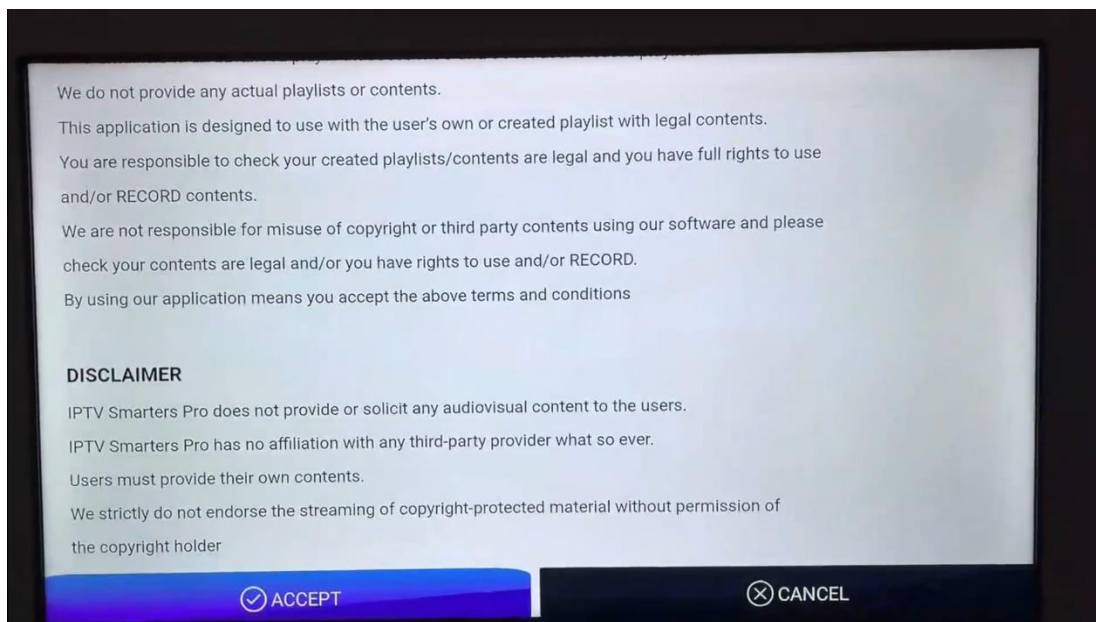 We do not provide any actual playlists or contents.
This application is designed to use with the user's own or created playlist with legal contents.
You are responsible to check your created playlists/contents are legal and you have full rights to use
and/or RECORD contents.
We are not responsible for misuse of copyright or third party contents using our software and please
check your contents are legal and/or you have rights to use and/or RECORD.
By using our application means you accept the above terms and conditions
DISCLAIMER
IPTV Smarters Pro does not provide or solicit any audiovisual content to the users.
IPTV Smarters Pro has no affiliation with any third-party provider what so ever.
Users must provide their own contents.
We strictly do not endorse the streaming of copyright-protected material without permission of
the copyright holder
ACCEPT
CANCEL